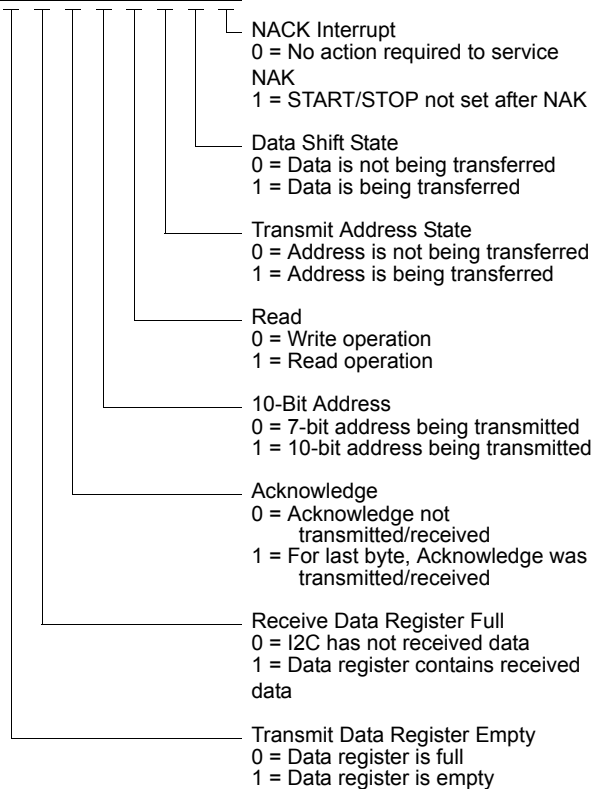 NACK Interrupt
0 = No action required to service
NAK
1 = START/STOP not set after NAK
Data Shift State
0 = Data is not being transferred
1 = Data is being transferred
Transmit Address State
0 = Address is not being transferred
1 = Address is being transferred
Read
0 = Write operation
1 = Read operation
10-Bit Address
0 = 7-bit address being transmitted
1 = 10-bit address being transmitted
Acknowledge
0 = Acknowledge not
transmitted/received
1 = For last byte, Acknowledge was
transmitted/received
Receive Data Register Full
0 = I2C has not received data
1 = Data register contains received
data
Transmit Data Register Empty
0 = Data register is full
1 = Data register is empty